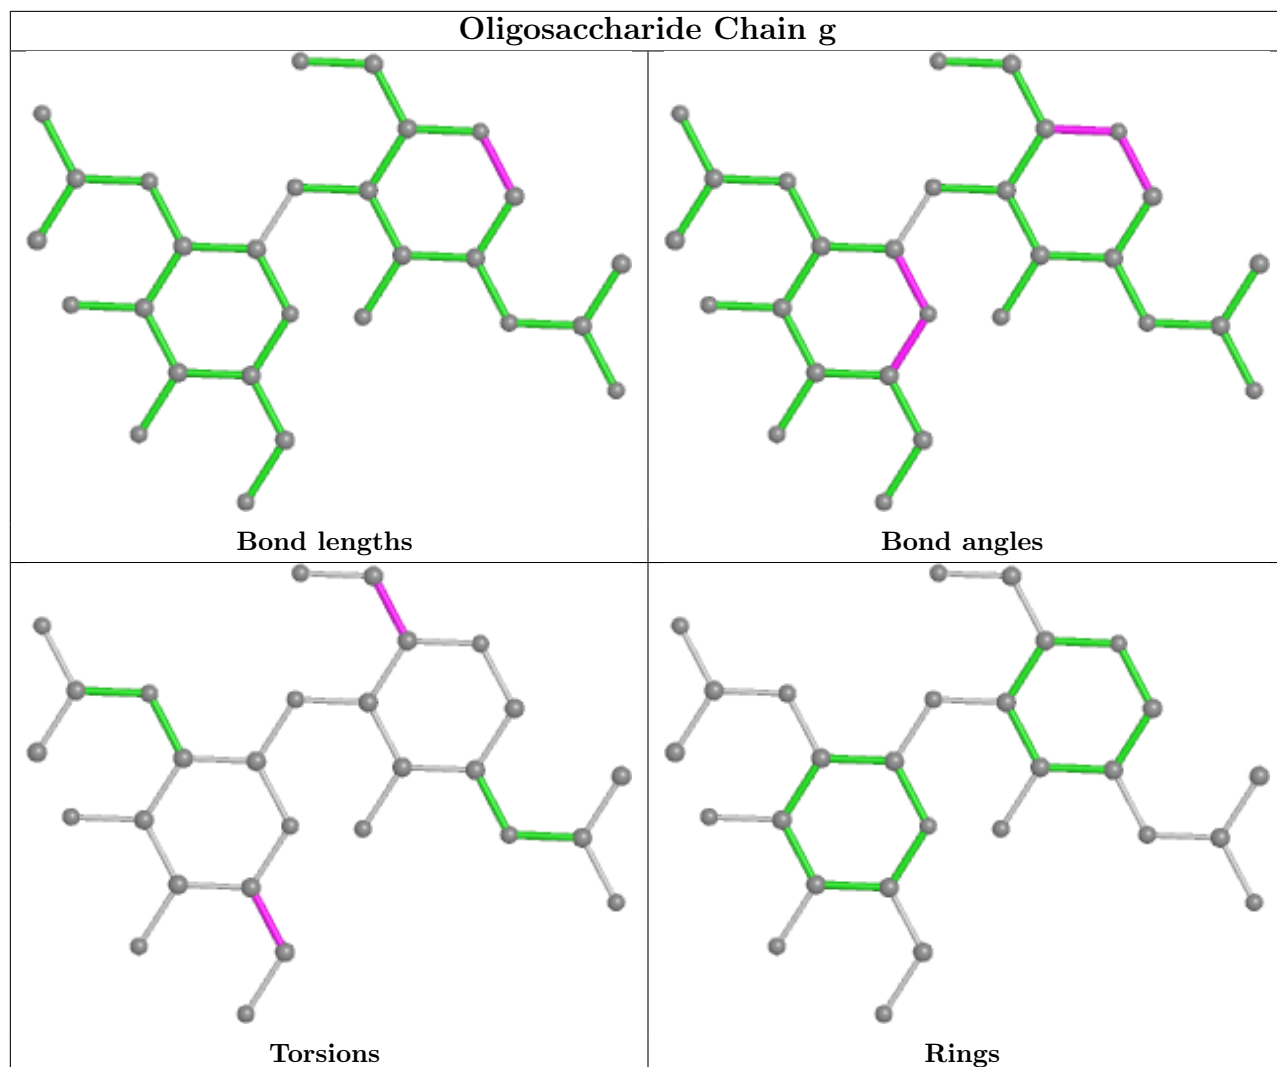 Oligosaccharide Chain g
Bond lengths
Bond angles
Torsions
Rings